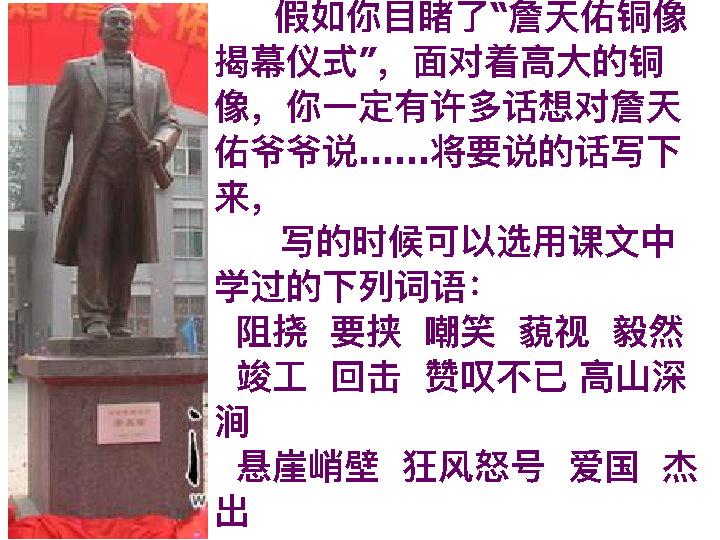 假如你目睹了“詹天佑铜像
揭幕仪式”，面对着高大的铜
像，你一定有许多话想对詹天
佑爷爷说……将要说的话写下
来，
写的时候可以选用课文中
学过的下列词语：
阻挠 要挟 嘲笑 藐视 毅然
竣工 回击 赞叹不已 高山深
涧
悬崖峭壁 狂风怒号 爱国 杰
出